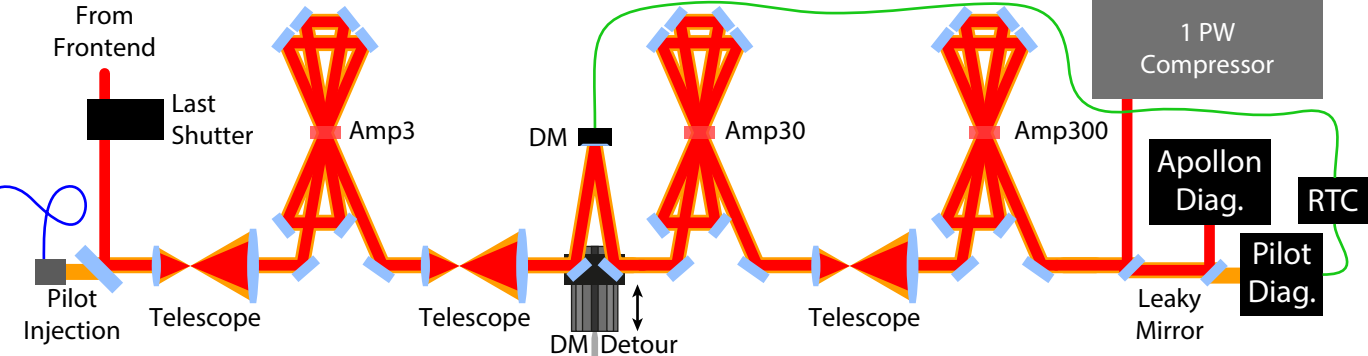 From
Frontend
Last
Shutter
Amp3
DM
Amp30
Amp300
1 PW
Compressor
Apollon
Diag.
RTC
Pilot
Diag.
Pilot
Injection
Telescope
Telescope
DM Detour
Telescope
Leaky
Mirror